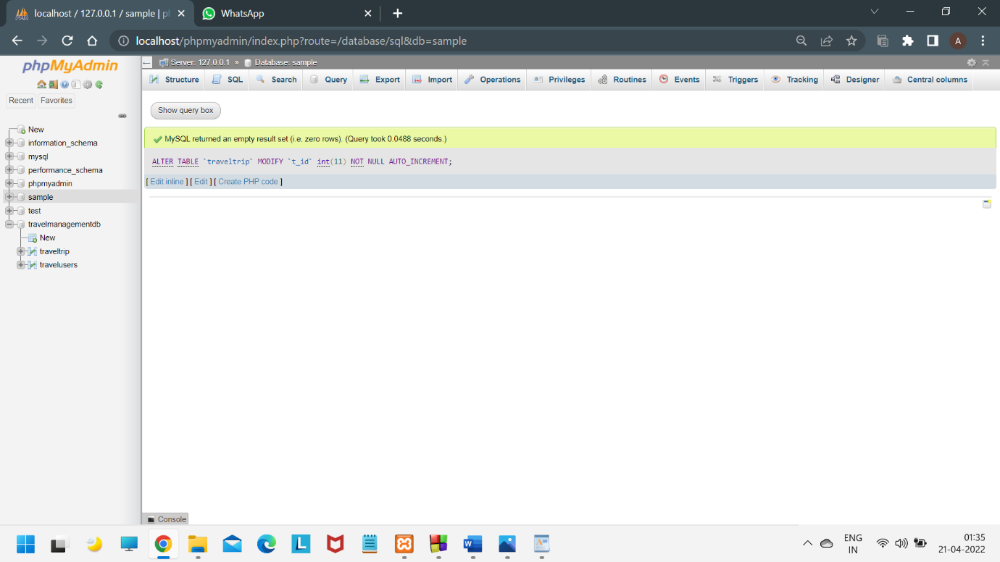 localhost / 127.0.0.1 / sample | p
WhatsApp
localhost/phpmyadmin/index.php?route=/database/sql&db=sample
A
phpMyAdmin
Recent Favorites
New
information_schema
mysql
performance_schema
phpmyadmin
sample
test
travelmanagementdb
New
traveltrip
travelusers
Server: 127.0.0.1 » Database: sample
Structure SQL Search Query Export Import Operations Privileges Routines Events Triggers Tracking Designer Central columns
Show query box
MySQL returned an empty result set (i.e. zero rows). (Query took 0.0488 seconds.)
ALTER TABLE `traveltrip` MODIFY `t_id` int(11) NOT NULL AUTO_INCREMENT;
[ Edit inline ] [ Edit ] [ Create PHP code ]
Console
L
W
ENG
IN
01:35
21-04-2022